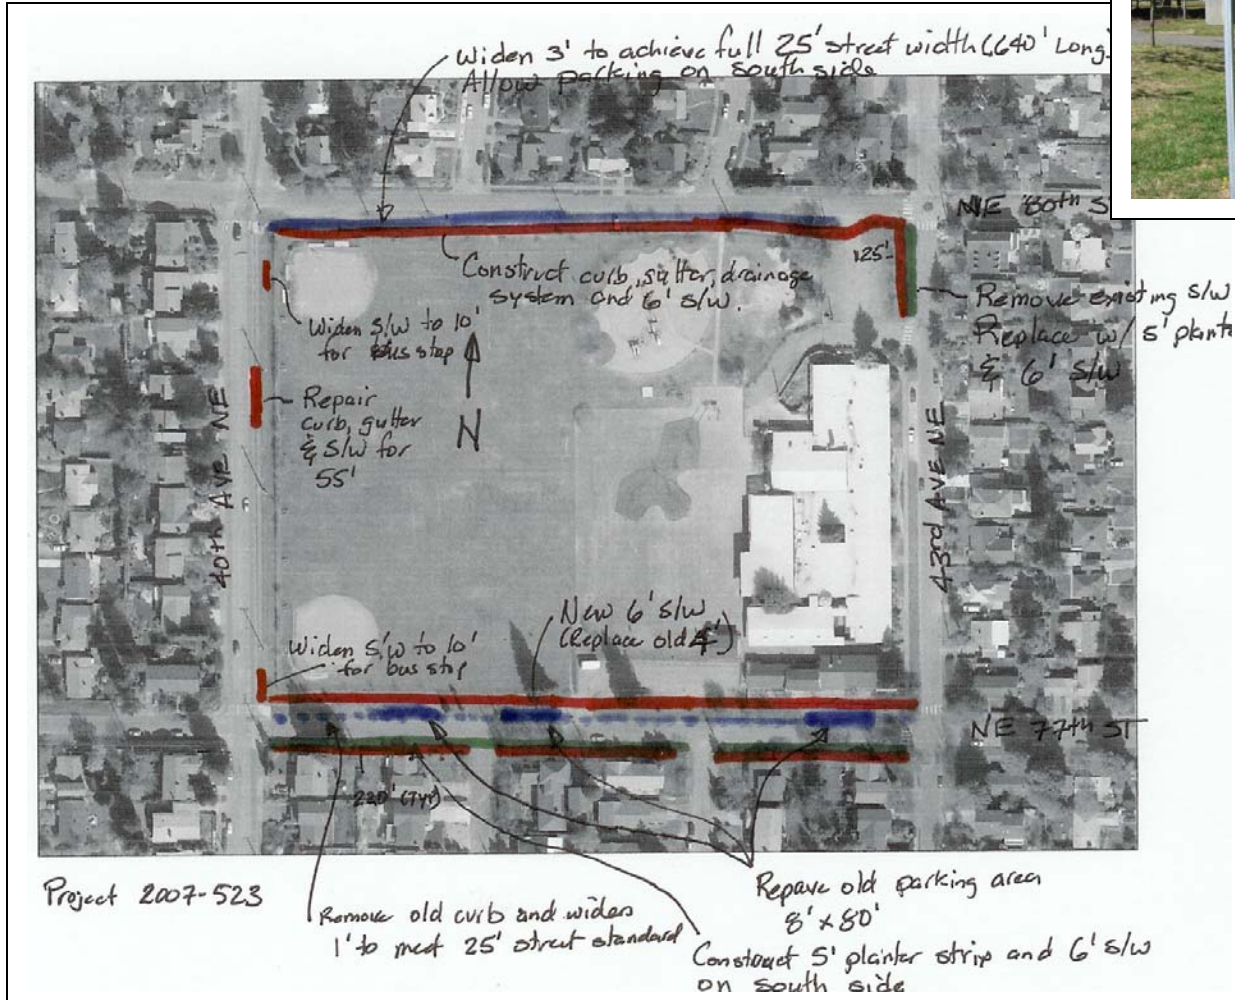 Widen 3' to achieve full 25' street width (640' Long
Allow parking on south side
NE 80th S
Construct curb, gutter, drainage
system and 6' s/w.
125'
Remove existing s/w
Replace w/ 5' plant
& 6' s/w
Widen s/w to 10'
for bus stop
N
Repair
curb, gutter
& s/w for
55'
40th AVE NE
43rd AVE NE
New 6' s/w
(Replace old 4')
Widen s/w to 10'
for bus stop
NE 77th ST
220' (TYP)
Project 2007-523
Remove old curb and widen
1' to meet 25' street standard
Repave old parking area
8' x 80'
Construct 5' planter strip and 6' s/w
on south side